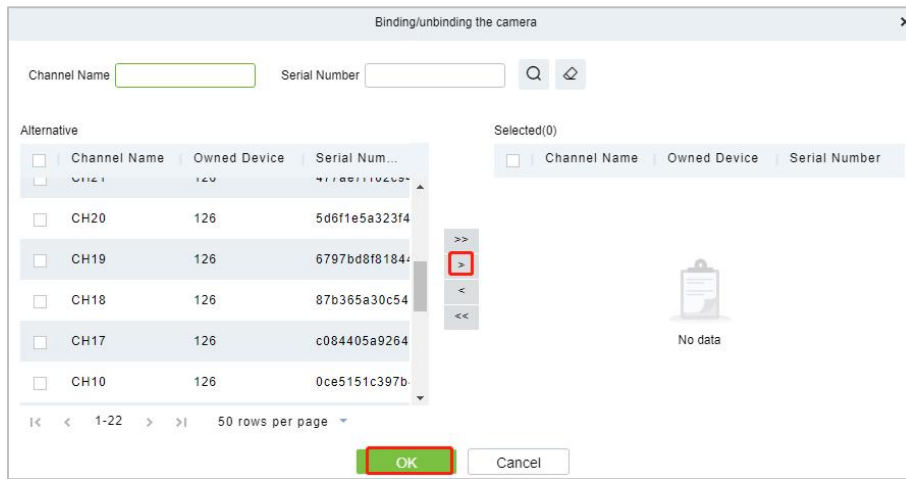 Binding/unbinding the camera
Channel Name
Serial Number
Alternative
Selected(0)
Channel Name Owned Device Serial Num...
Channel Name Owned Device Serial Number
CH21 126
CH20 126 5d6f1e5a323f4
CH19 126 6797bd8f8184
CH18 126 87b365a30c54
CH17 126 c084405a9264
CH10 126 0ce5151c397b
>>
>
<
<<
No data
|< < 1-22 > >| 50 rows per page
OK Cancel